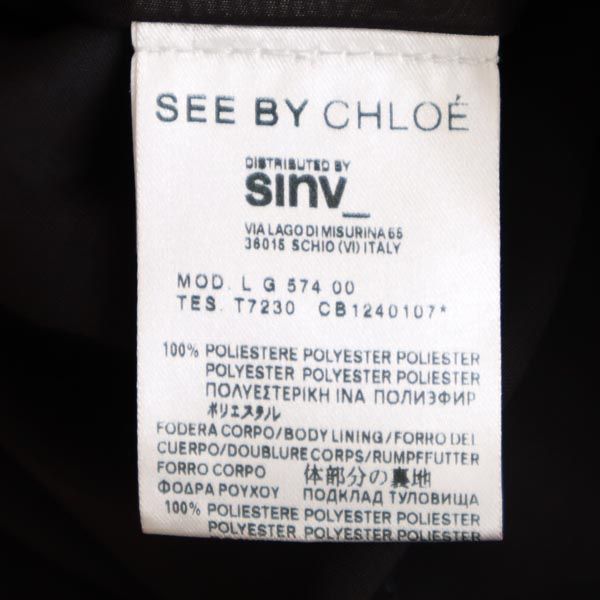 SEE BY CHLOÉ
DISTRIBUTED BY
sinv_
VIA LAGO DI MISURINA 65
36015 SCHIO (VI) ITALY
MOD. L G 574 00
TES. T7230 CB1240107*
100% POLIESTERE POLYESTER POLIESTER
POLYESTER POLYESTER POLIESTER
ΠΟΛΥΕΣΤΕΡΙΚΗ ΙΝΑ ПОЛИЭФИР
ポリエステル
FODERA CORPO/BODY LINING/FORRO DEL
CUERPO/DOUBLURE CORPS/RUMPFFUTTER
FORRO CORPO 体部分の裏地
ΦΟΔΡΑ ΡΟΥΧΟΥ ПОДКЛАД ТУЛОВИЩА
100% POLIESTERE POLYESTER POLIESTER
POLYESTER POLYESTER POLIESTER